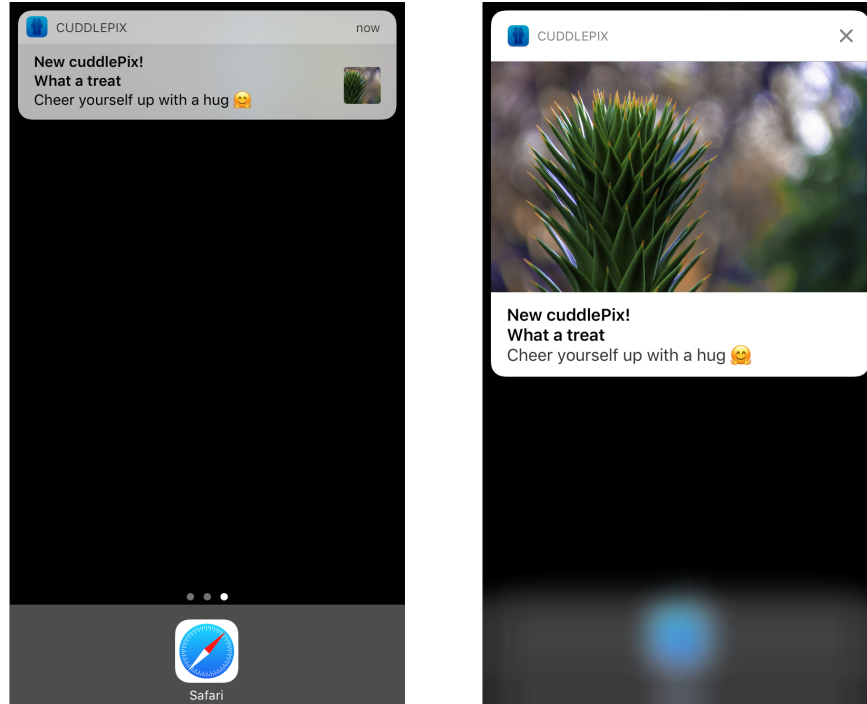 CUDDLEPIX now
New cuddlePix!
What a treat
Cheer yourself up with a hug 🤗
Safari
CUDDLEPIX
New cuddlePix!
What a treat
Cheer yourself up with a hug 🤗